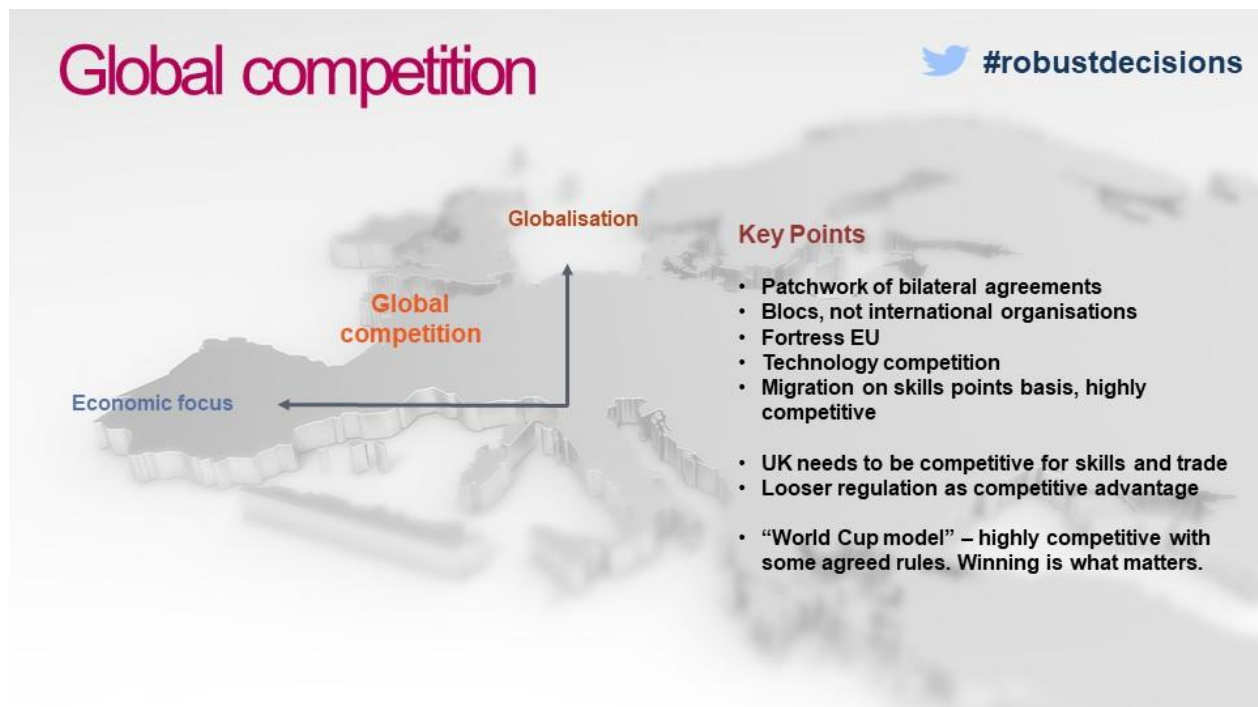 Global competition
#robustdecisions
Globalisation
Global
competition
Economic focus
Key Points
• Patchwork of bilateral agreements
• Blocs, not international organisations
• Fortress EU
• Technology competition
• Migration on skills points basis, highly
competitive
• UK needs to be competitive for skills and trade
• Looser regulation as competitive advantage
• “World Cup model” – highly competitive with
some agreed rules. Winning is what matters.